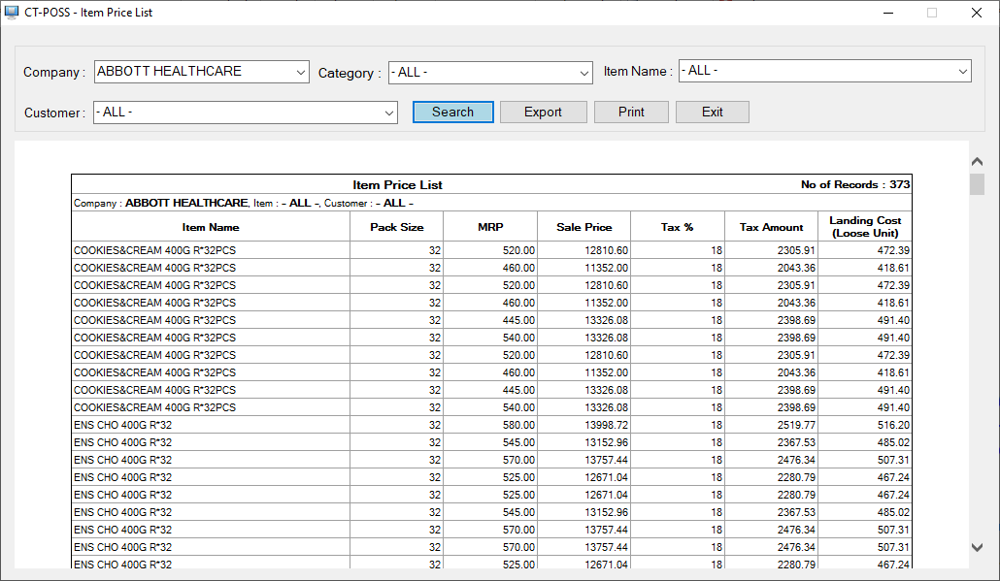 CT-POSS - Item Price List
Company : ABBOTT HEALTHCARE Category : - ALL - Item Name : - ALL -
Customer : - ALL - Search Export Print Exit
Item Price List No of Records : 373
Company : ABBOTT HEALTHCARE, Item : - ALL -, Customer : - ALL -
Item Name Pack Size MRP Sale Price Tax % Tax Amount Landing Cost (Loose Unit)
COOKIES&CREAM 400G R*32PCS 32 520.00 12810.60 18 2305.91 472.39
COOKIES&CREAM 400G R*32PCS 32 460.00 11352.00 18 2043.36 418.61
COOKIES&CREAM 400G R*32PCS 32 520.00 12810.60 18 2305.91 472.39
COOKIES&CREAM 400G R*32PCS 32 460.00 11352.00 18 2043.36 418.61
COOKIES&CREAM 400G R*32PCS 32 445.00 13326.08 18 2398.69 491.40
COOKIES&CREAM 400G R*32PCS 32 540.00 13326.08 18 2398.69 491.40
COOKIES&CREAM 400G R*32PCS 32 520.00 12810.60 18 2305.91 472.39
COOKIES&CREAM 400G R*32PCS 32 460.00 11352.00 18 2043.36 418.61
COOKIES&CREAM 400G R*32PCS 32 445.00 13326.08 18 2398.69 491.40
COOKIES&CREAM 400G R*32PCS 32 540.00 13326.08 18 2398.69 491.40
ENS CHO 400G R*32 32 580.00 13998.72 18 2519.77 516.20
ENS CHO 400G R*32 32 545.00 13152.96 18 2367.53 485.02
ENS CHO 400G R*32 32 570.00 13757.44 18 2476.34 507.31
ENS CHO 400G R*32 32 525.00 12671.04 18 2280.79 467.24
ENS CHO 400G R*32 32 525.00 12671.04 18 2280.79 467.24
ENS CHO 400G R*32 32 545.00 13152.96 18 2367.53 485.02
ENS CHO 400G R*32 32 570.00 13757.44 18 2476.34 507.31
ENS CHO 400G R*32 32 570.00 13757.44 18 2476.34 507.31
ENS CHO 400G R*32 32 525.00 12671.04 18 2280.79 467.24